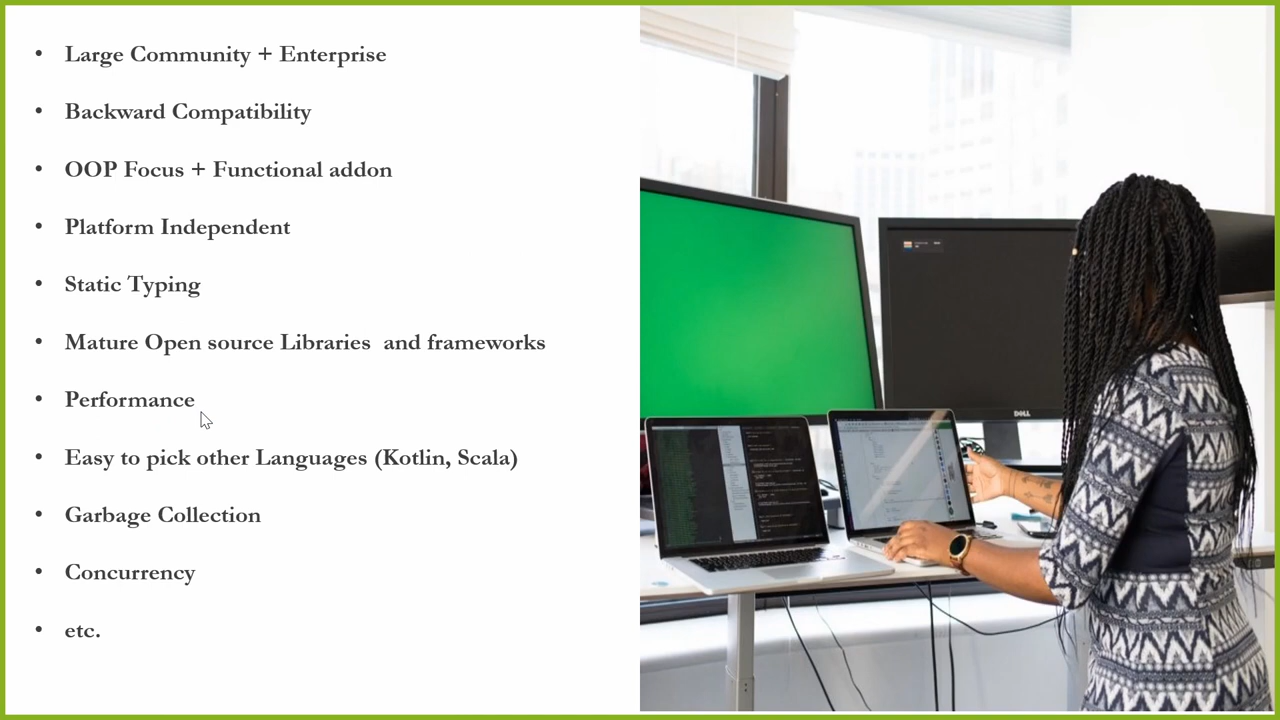 • Large Community + Enterprise
• Backward Compatibility
• OOP Focus + Functional addon
• Platform Independent
• Static Typing
• Mature Open source Libraries  and frameworks
• Performance
• Easy to pick other Languages (Kotlin, Scala)
• Garbage Collection
• Concurrency
• etc.
DELL